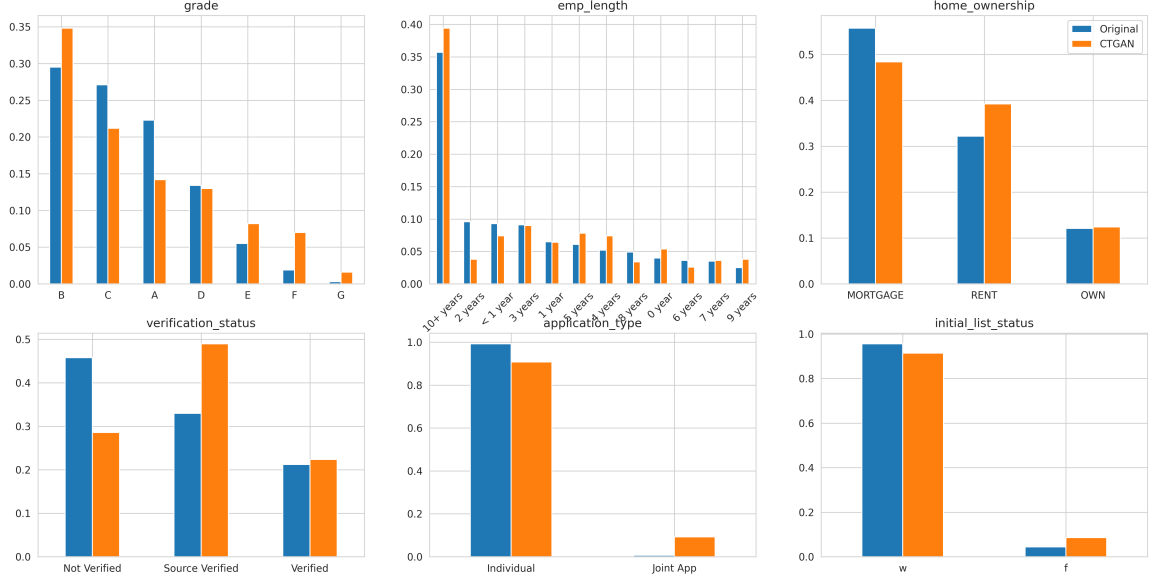 grade
0.35
0.30
0.25
0.20
0.15
0.10
0.05
0.00
B C A D E F G
emp_length
0.40
0.35
0.30
0.25
0.20
0.15
0.10
0.05
0.00
10+ years 2 years < 1 year 3 years 1 year 5 years 4 years 8 years 0 year 6 years 7 years 9 years
home_ownership
Original
CTGAN
0.5
0.4
0.3
0.2
0.1
0.0
MORTGAGE RENT OWN
verification_status
0.5
0.4
0.3
0.2
0.1
0.0
Not Verified Source Verified Verified
application_type
1.0
0.8
0.6
0.4
0.2
0.0
Individual Joint App
initial_list_status
1.0
0.8
0.6
0.4
0.2
0.0
w f